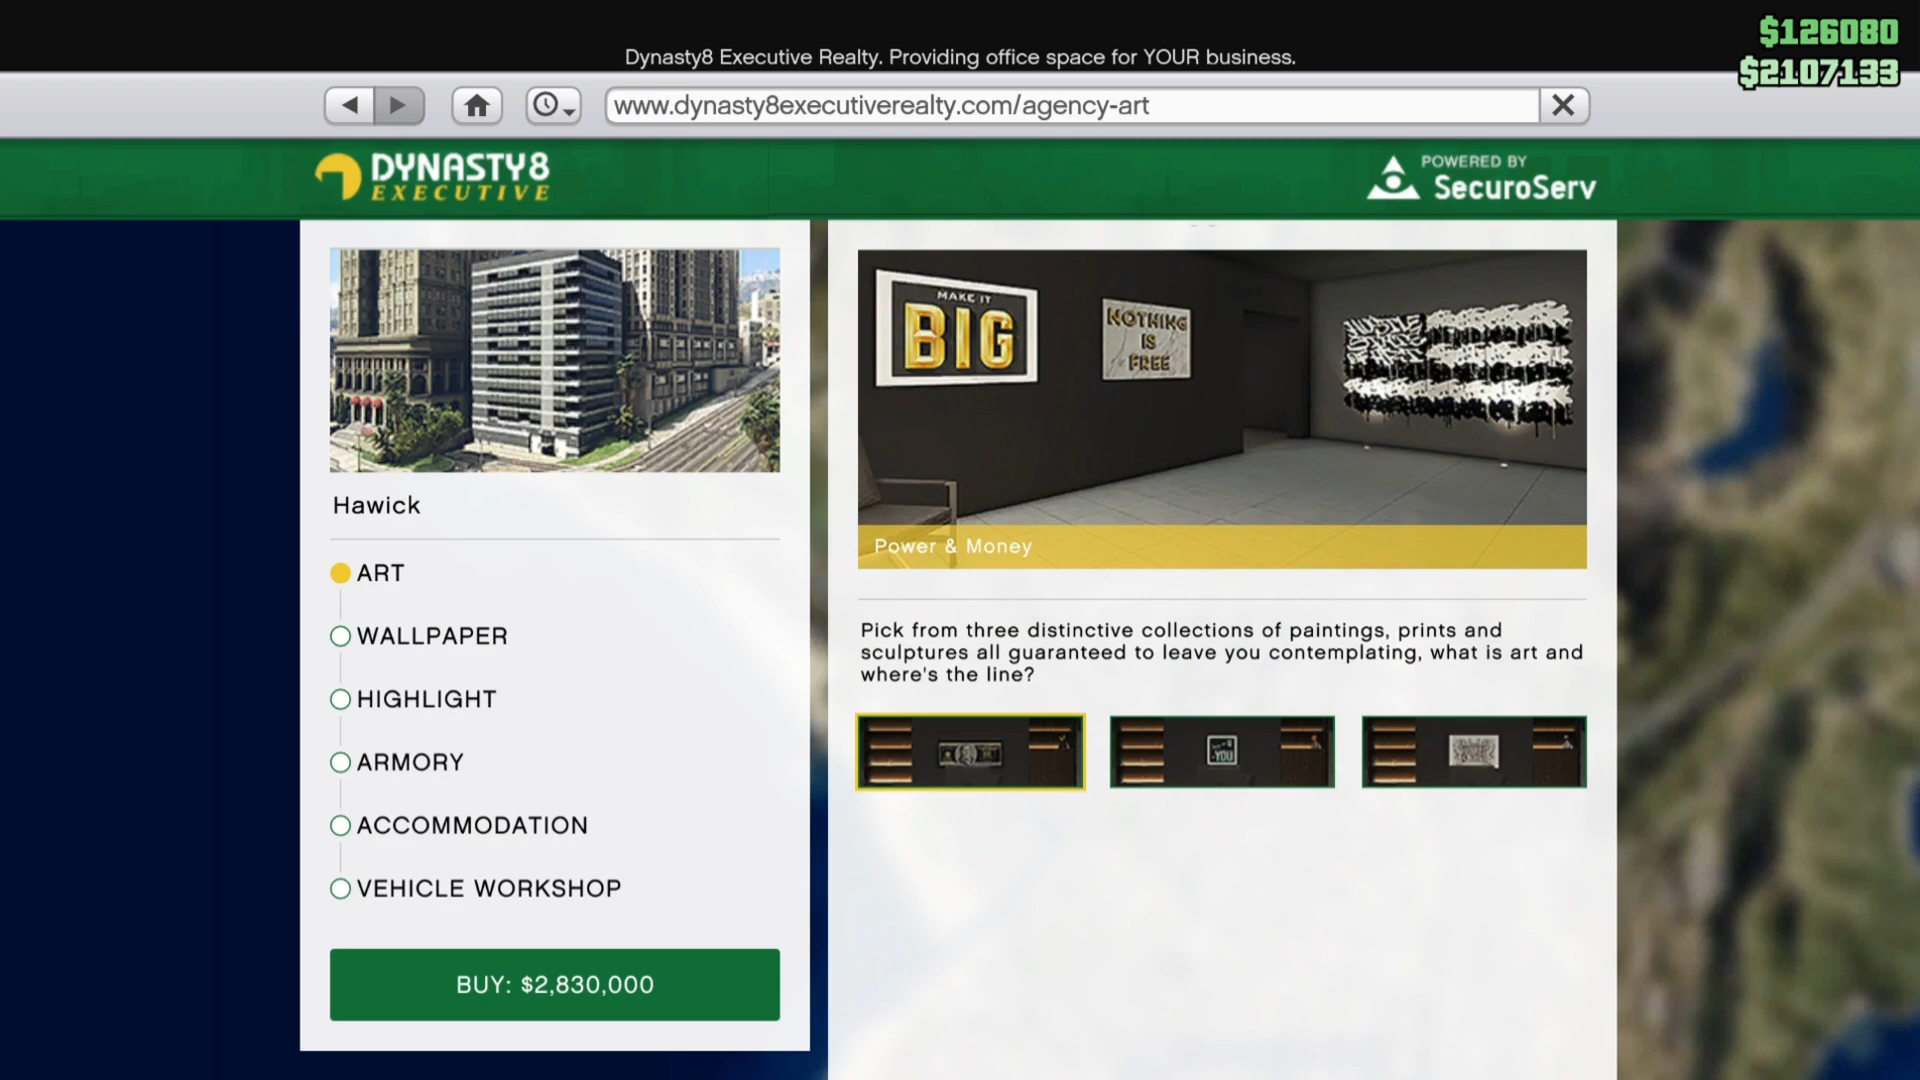 $126080
Dynasty8 Executive Realty. Providing office space for YOUR business.
$2107133
www.dynasty8executiverealty.com/agency-art
DYNASTY8
EXECUTIVE
POWERED BY
SecuroServ
MAKE IT
BIG
NOTHING
IS
FREE
Power & Money
Hawick
ART
WALLPAPER
HIGHLIGHT
ARMORY
ACCOMMODATION
VEHICLE WORKSHOP
BUY: $2,830,000
Pick from three distinctive collections of paintings, prints and
sculptures all guaranteed to leave you contemplating, what is art and
where's the line?
YOU